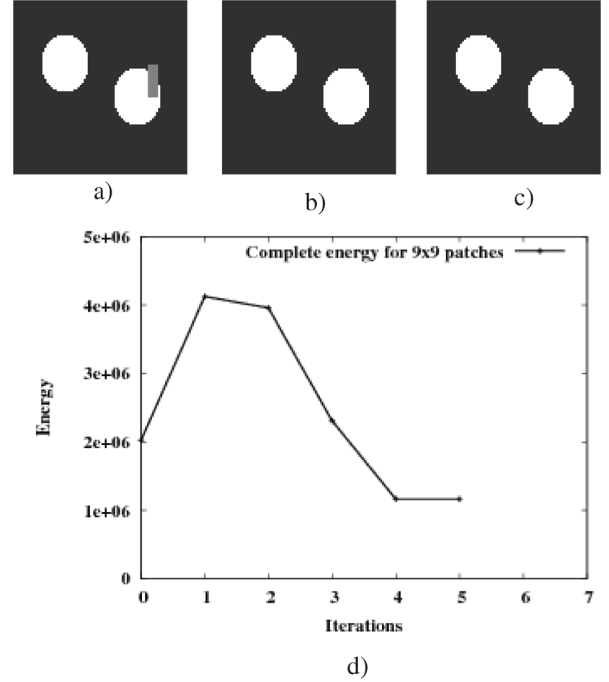 a)
b)
c)
Complete energy for 9x9 patches
5e+06
4e+06
3e+06
2e+06
1e+06
0
Energy
0 1 2 3 4 5 6 7
Iterations
d)